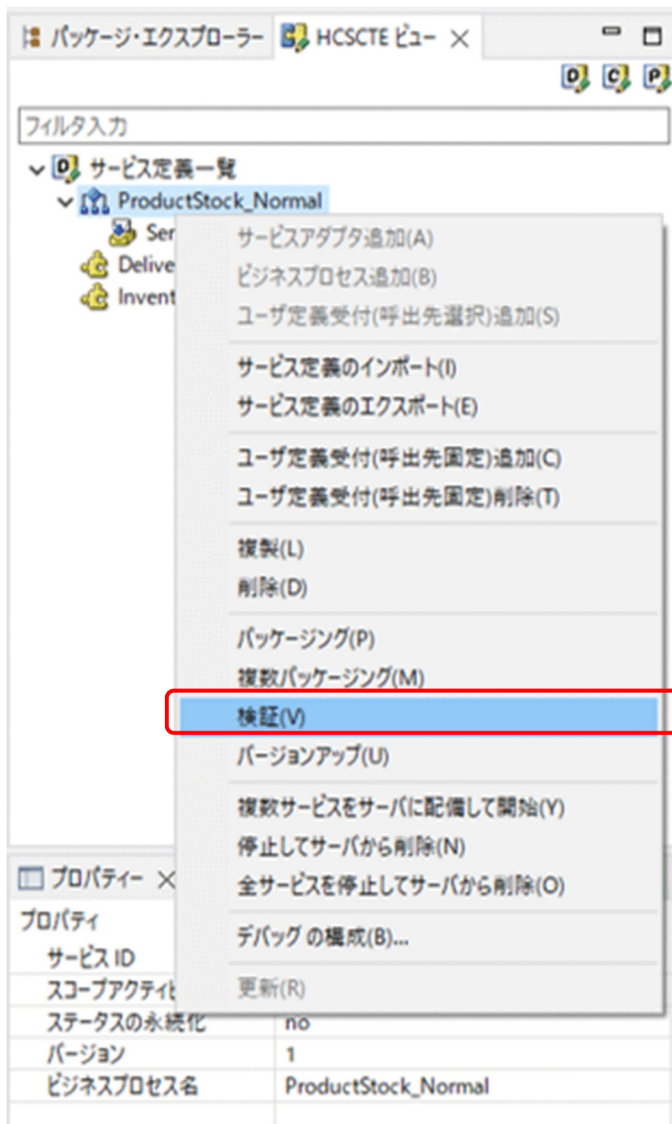 パッケージ・エクスプローラー HCSCTE ビュー
フィルタ入力
サービス定義一覧
ProductStock_Normal
Ser
Delive
Invent
サービスアダプタ追加(A)
ビジネスプロセス追加(B)
ユーザ定義受付(呼出先選択)追加(S)
サービス定義のインポート(I)
サービス定義のエクスポート(E)
ユーザ定義受付(呼出先固定)追加(C)
ユーザ定義受付(呼出先固定)削除(T)
複製(L)
削除(D)
パッケージング(P)
複数パッケージング(M)
検証(V)
バージョンアップ(U)
複数サービスをサーバに配備して開始(Y)
停止してサーバから削除(N)
全サービスを停止してサーバから削除(O)
デバッグ の構成(B)...
更新(R)
プロパティー
プロパティ
サービス ID
スコープアクティビ
ステータスの永続化 no
バージョン 1
ビジネスプロセス名 ProductStock_Normal